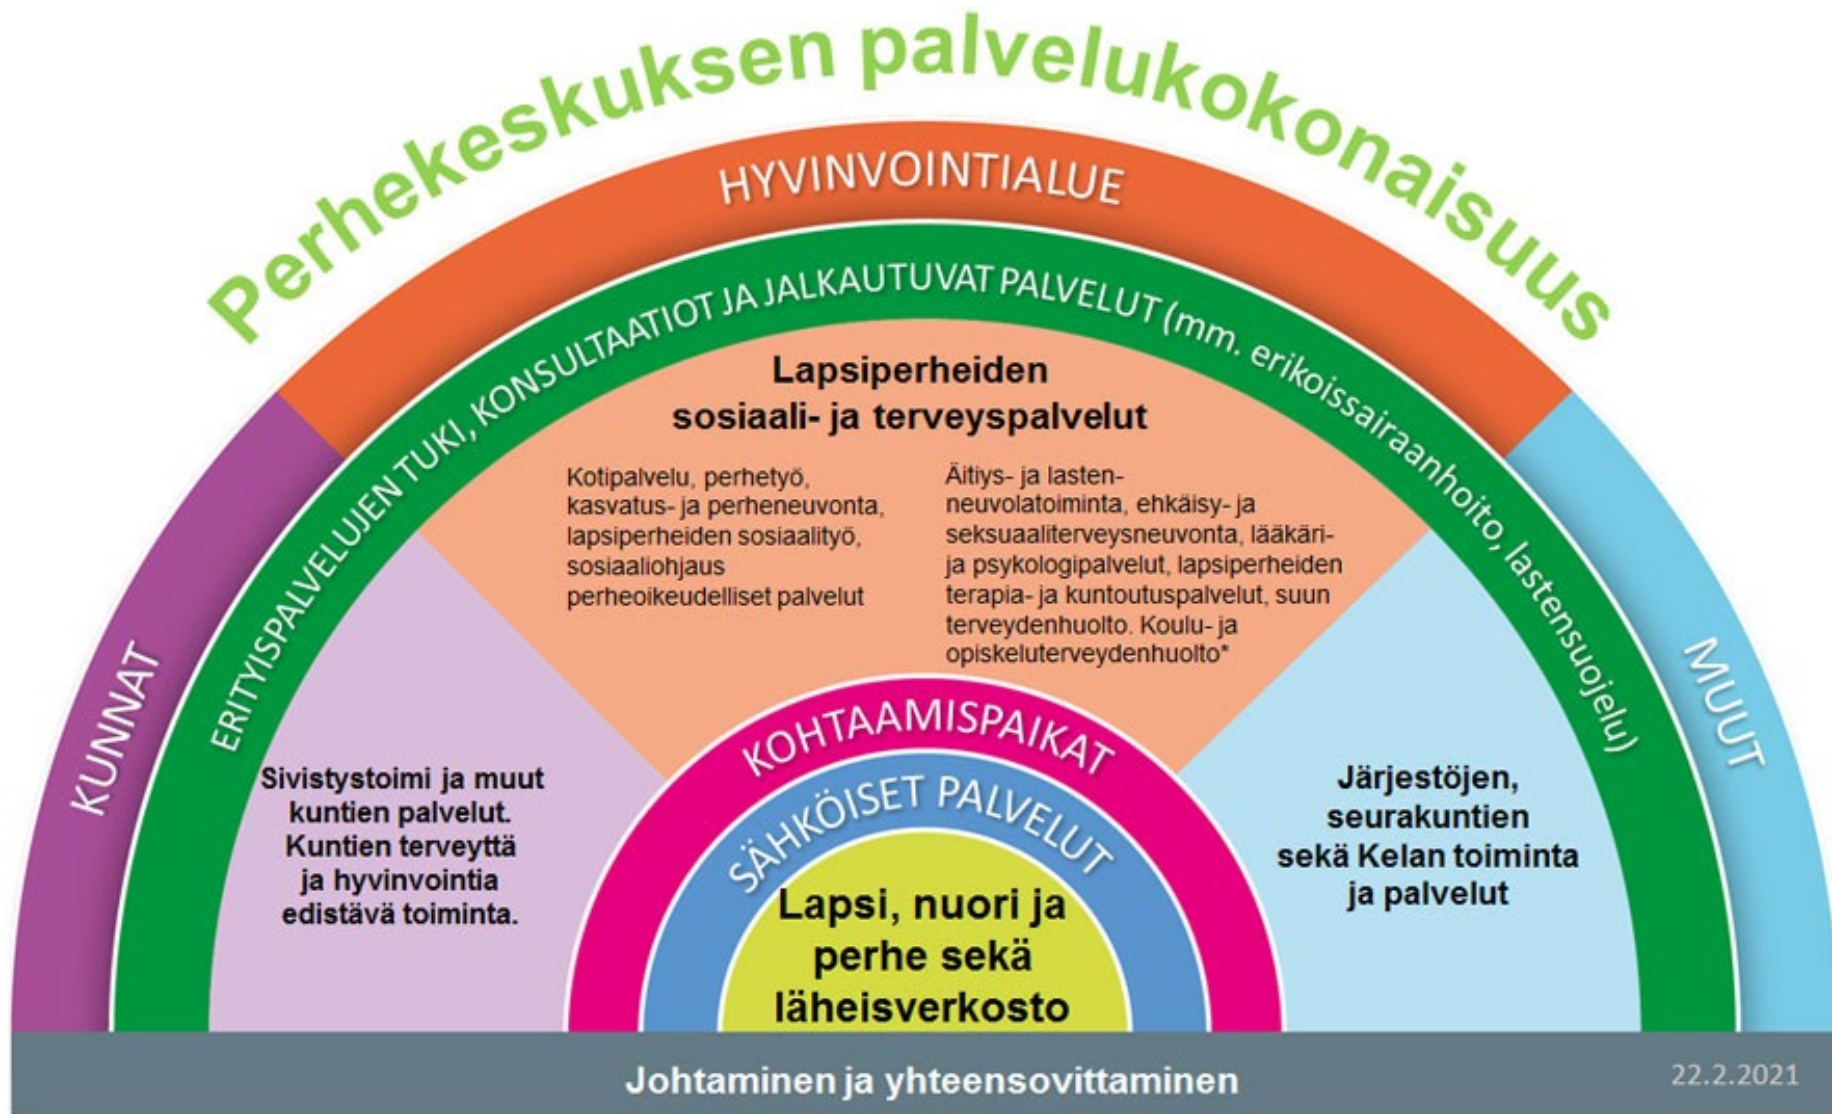 Perhekeskuksen palvelukokonaisuus
HYVINVOINTIALUE
ERITYISPALVELUJEN TUKI, KONSULTAATIOT JA JALKAUTUVAT PALVELUT (mm. erikoissairaanhoito, lastensuojelu)
Lapsiperheiden
sosiaali- ja terveyspalvelut
Kotipalvelu, perhetyö,
kasvatus- ja perheneuvonta,
lapsiperheiden sosiaalityö,
sosiaaliohjaus
perheoikeudelliset palvelut
Äitiys- ja lasten-
neuvolatoiminta, ehkäisy- ja
seksuaaliterveysneuvonta, lääkäri-
ja psykologipalvelut, lapsiperheiden
terapia- ja kuntoutuspalvelut, suun
terveydenhuolto. Koulu- ja
opiskeluterveydenhuolto*
KUNNAT
Sivistystoimi ja muut
kuntien palvelut.
Kuntien terveyttä
ja hyvinvointia
edistävä toiminta.
KOHTAAMISPAIKAT
SÄHKÖISET PALVELUT
Lapsi, nuori ja
perhe sekä
läheisverkosto
MUUT
Järjestöjen,
seurakuntien
sekä Kelan toiminta
ja palvelut
Johtaminen ja yhteensovittaminen
22.2.2021